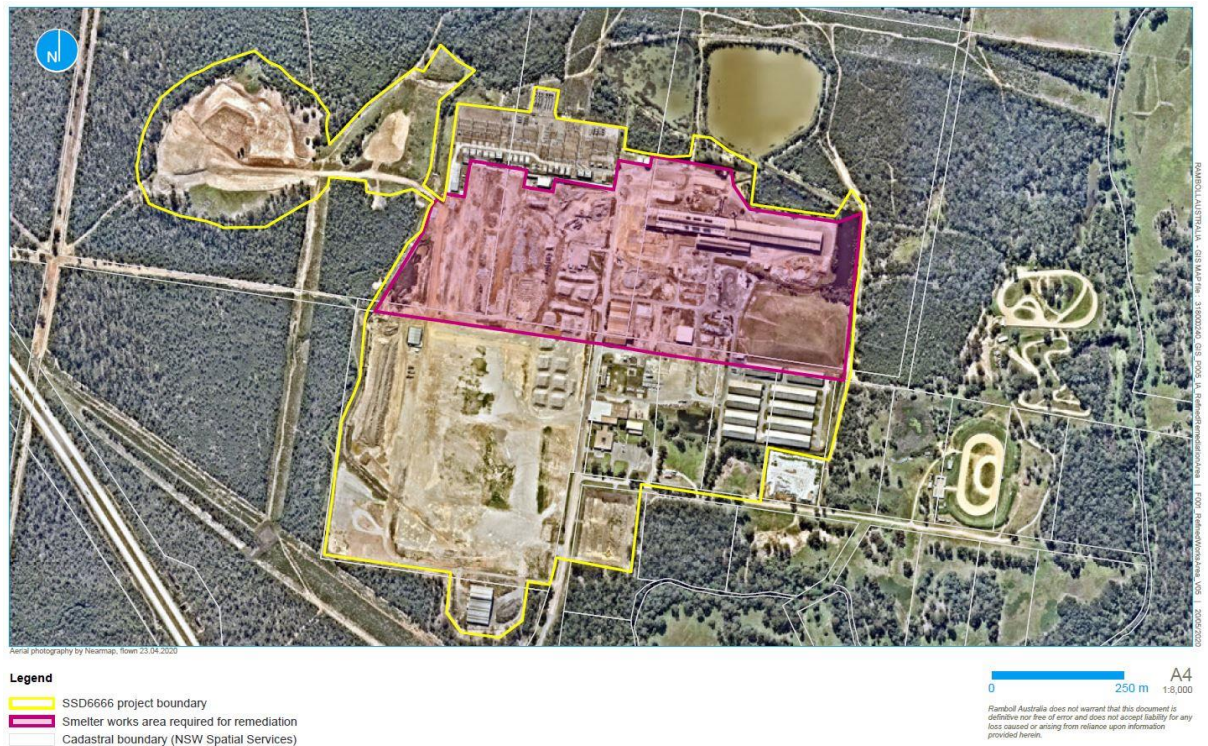 N
RAMBOLL AUSTRALIA - GIS MAP file : 318000240_GIS_P005_IA_RefinedRemediationArea | F001_RefinedWorksArea_V05 | 20/05/2020
Aerial photography by Nearmap, flown 23.04.2020
Legend
SSD6666 project boundary
Smelter works area required for remediation
Cadastral boundary (NSW Spatial Services)
0 250 m
A4
1:8,000
Ramboll Australia does not warrant that this document is
definitive nor free of error and does not accept liability for any
loss caused or arising from reliance upon information
provided herein.